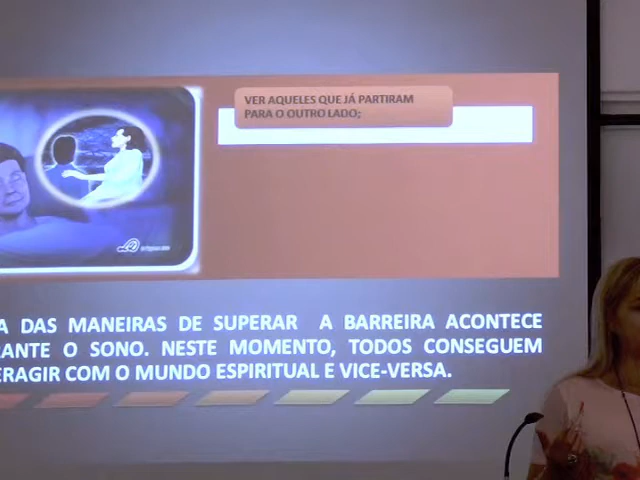 VER AQUELES QUE JÁ PARTIRAM
PARA O OUTRO LADO;
A DAS MANEIRAS DE SUPERAR A BARREIRA ACONTECE
RANTE O SONO. NESTE MOMENTO, TODOS CONSEGUEM
ERAGIR COM O MUNDO ESPIRITUAL E VICE-VERSA.